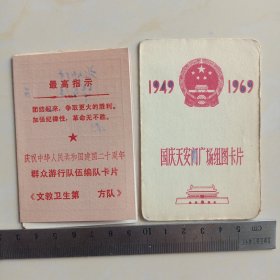 最高指示
团结起来，争取更大的胜利。
加强纪律性，革命无不胜。
庆祝中华人民共和国建国二十周年
群众游行队伍编队卡片
《文教卫生第 方队》
1949 1969
国庆天安门广场组图卡片